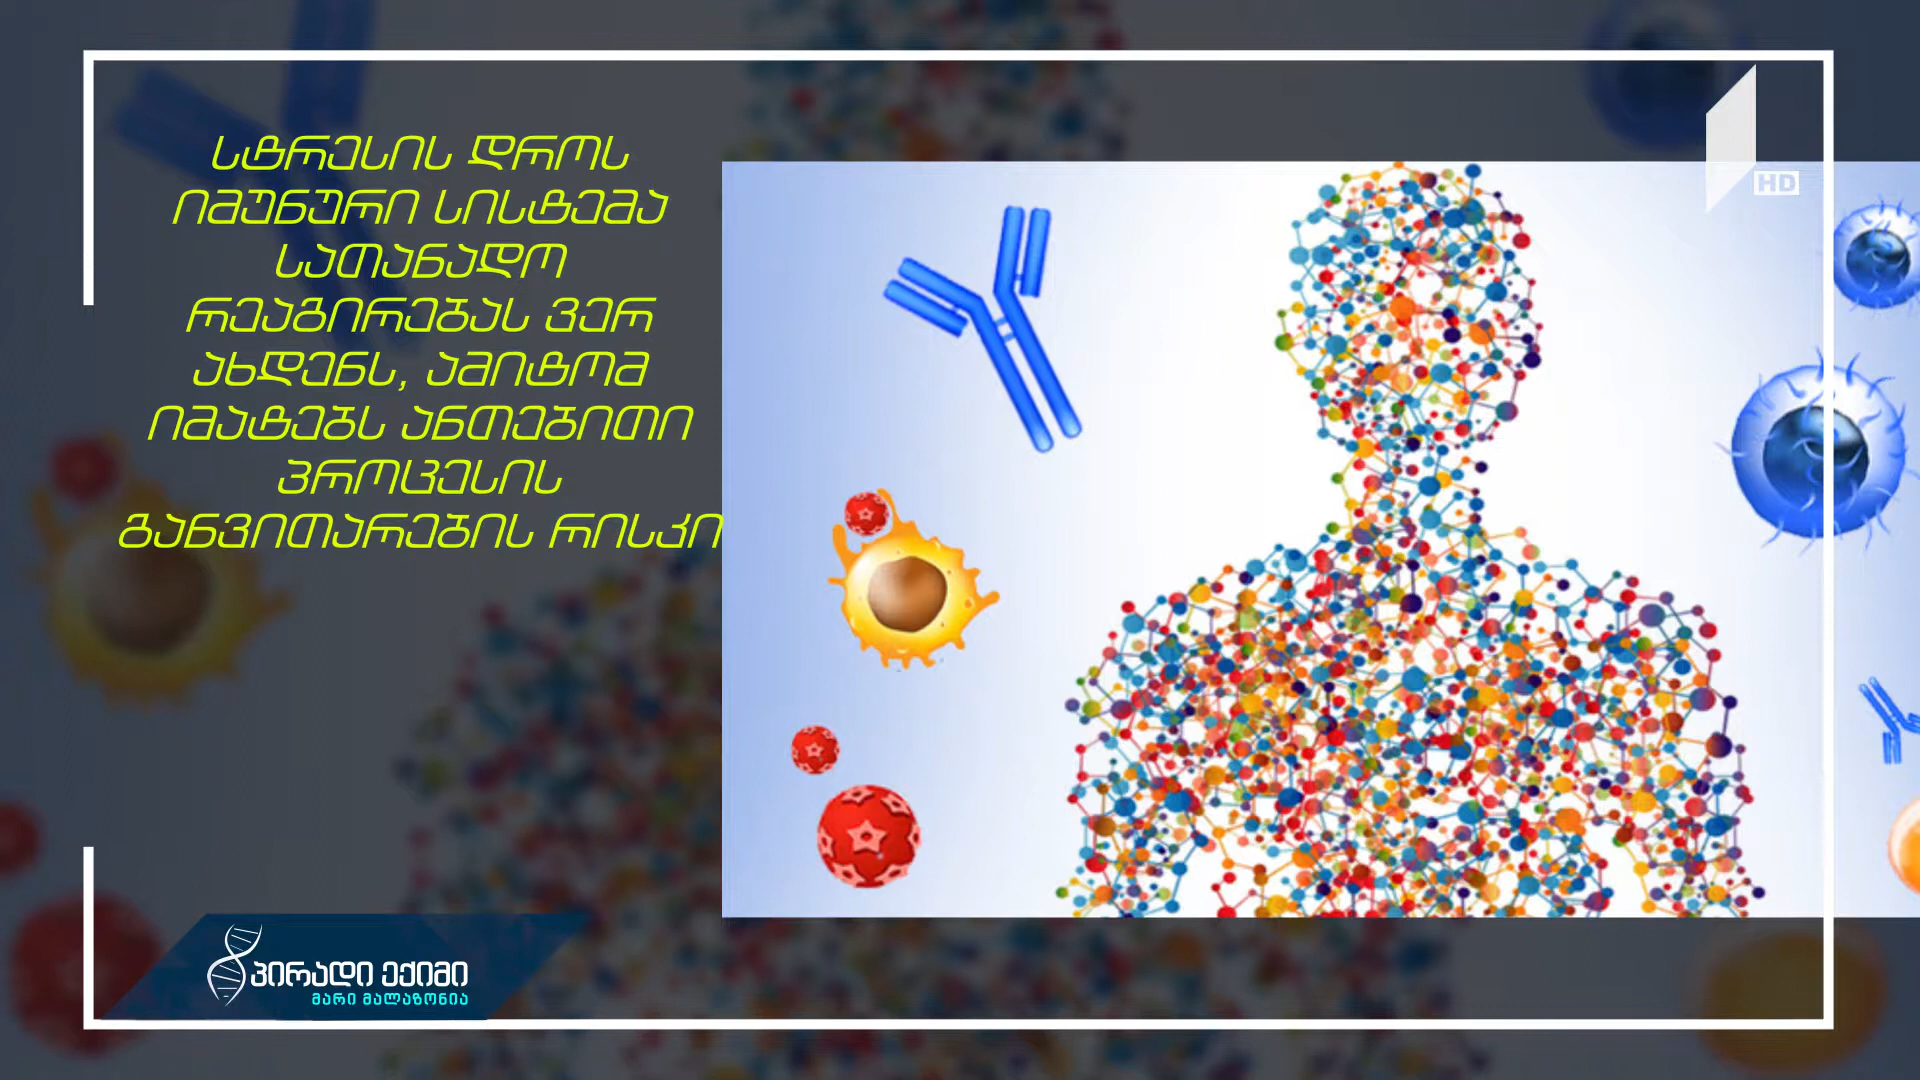 სტრესის დროს
იმუნური სისტემა
სათანადო
რეაგირებას ვერ
ახდენს, ამიტომ
იმატებს ანთებითი
პროცესის
განვითარების რისკი
HD
პირადი ექიმი
მარი მალაზონია